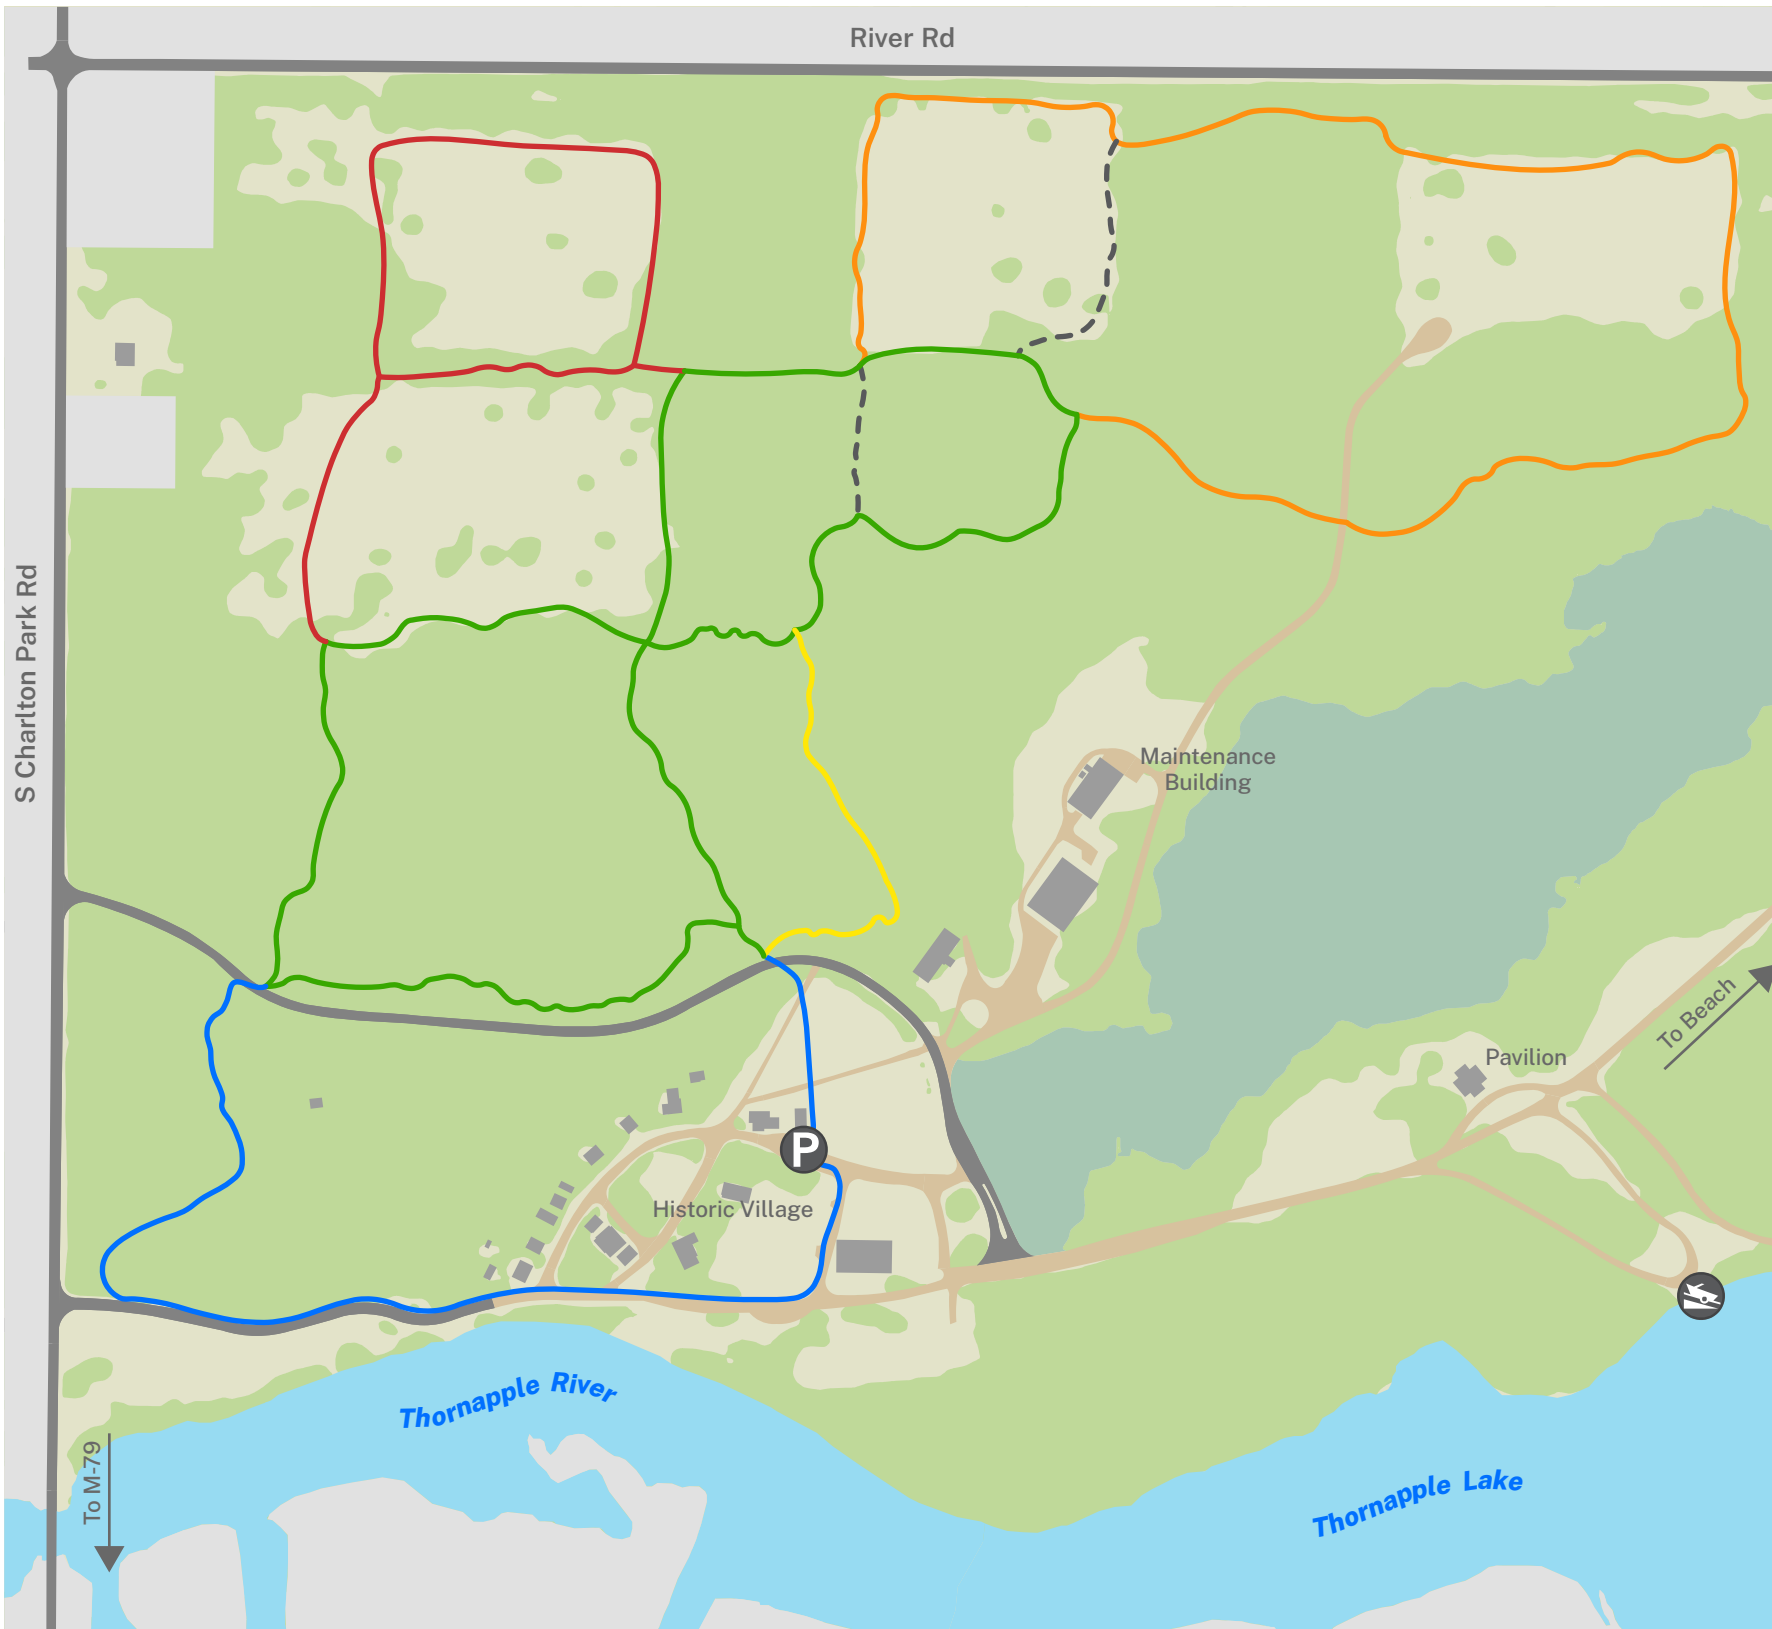 River Rd
S Charlton Park Rd
Maintenance
Building
To Beach
Pavilion
P
Historic Village
Thornapple River
To M-79
Thornapple Lake